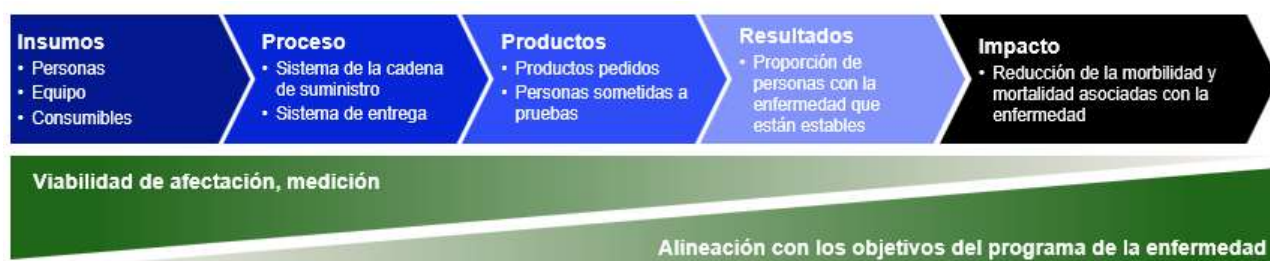 Insumos
• Personas
• Equipo
• Consumibles
Proceso
• Sistema de la cadena
de suministro
• Sistema de entrega
Productos
• Productos pedidos
• Personas sometidas a
pruebas
Resultados
• Proporción de
personas con la
enfermedad que
están estables
Impacto
• Reducción de la morbilidad y
mortalidad asociadas con la
enfermedad
Viabilidad de afectación, medición
Alineación con los objetivos del programa de la enfermedad